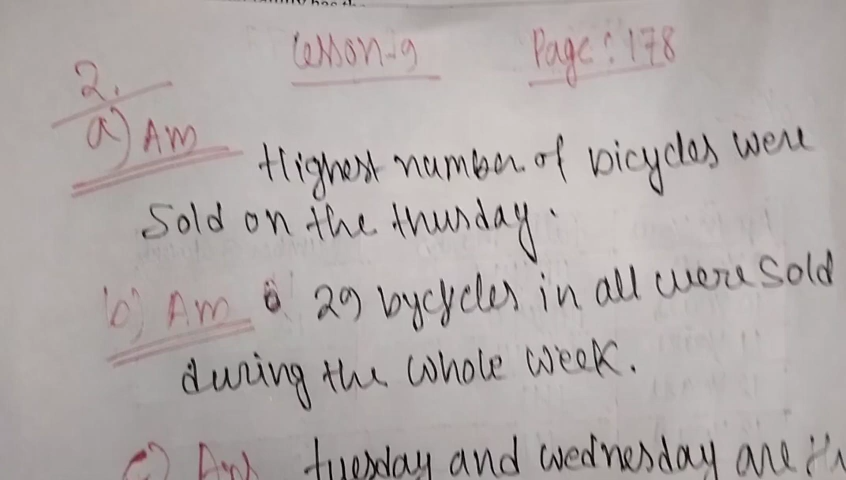 Lesson-9 Page: 178
2.
a) Ans
Highest number of bicycles were
sold on the thursday.
b) Ans 29 bycycles in all were sold
during the whole week.
c) Ans tuesday and wednesday are